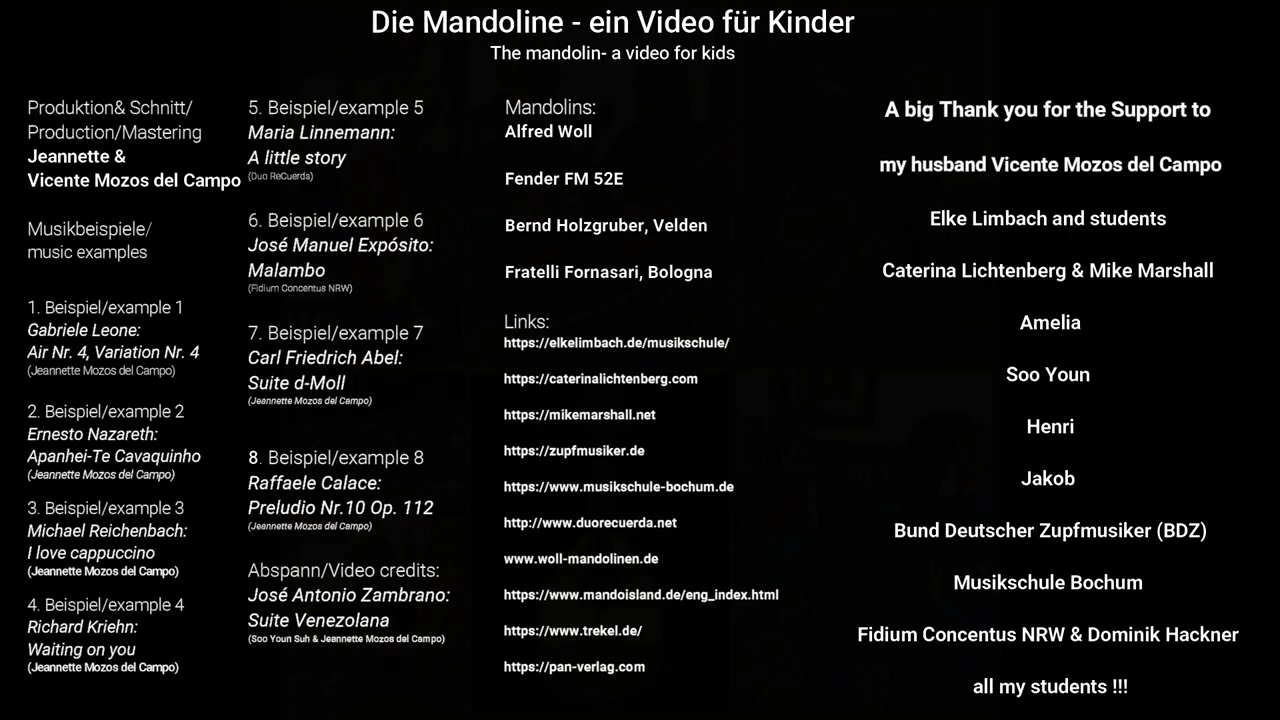 Die Mandoline - ein Video für Kinder
The mandolin- a video for kids
Produktion& Schnitt/
Production/Mastering
Jeannette &
Vicente Mozos del Campo
Musikbeispiele/
music examples
1. Beispiel/example 1
Gabriele Leone:
Air Nr. 4, Variation Nr. 4
(Jeannette Mozos del Campo)
2. Beispiel/example 2
Ernesto Nazareth:
Apanhei-Te Cavaquinho
(Jeannette Mozos del Campo)
3. Beispiel/example 3
Michael Reichenbach:
I love cappuccino
(Jeannette Mozos del Campo)
4. Beispiel/example 4
Richard Kriehn:
Waiting on you
(Jeannette Mozos del Campo)
5. Beispiel/example 5
Maria Linnemann:
A little story
(Duo ReCuerda)
6. Beispiel/example 6
José Manuel Expósito:
Malambo
(Fidium Concentus NRW)
7. Beispiel/example 7
Carl Friedrich Abel:
Suite d-Moll
(Jeannette Mozos del Campo)
8. Beispiel/example 8
Raffaele Calace:
Preludio Nr.10 Op. 112
(Jeannette Mozos del Campo)
Abspann/Video credits:
José Antonio Zambrano:
Suite Venezolana
(Soo Youn Suh & Jeannette Mozos del Campo)
Mandolins:
Alfred Woll
Fender FM 52E
Bernd Holzgruber, Velden
Fratelli Fornasari, Bologna
Links:
https://elkelimbach.de/musikschule/
https://caterinalichtenberg.com
https://mikemarshall.net
https://zupfmusiker.de
https://www.musikschule-bochum.de
http://www.duorecuerda.net
www.woll-mandolinen.de
https://www.mandoisland.de/eng_index.html
https://www.trekel.de/
https://pan-verlag.com
A big Thank you for the Support to
my husband Vicente Mozos del Campo
Elke Limbach and students
Caterina Lichtenberg & Mike Marshall
Amelia
Soo Youn
Henri
Jakob
Bund Deutscher Zupfmusiker (BDZ)
Musikschule Bochum
Fidium Concentus NRW & Dominik Hackner
all my students !!!